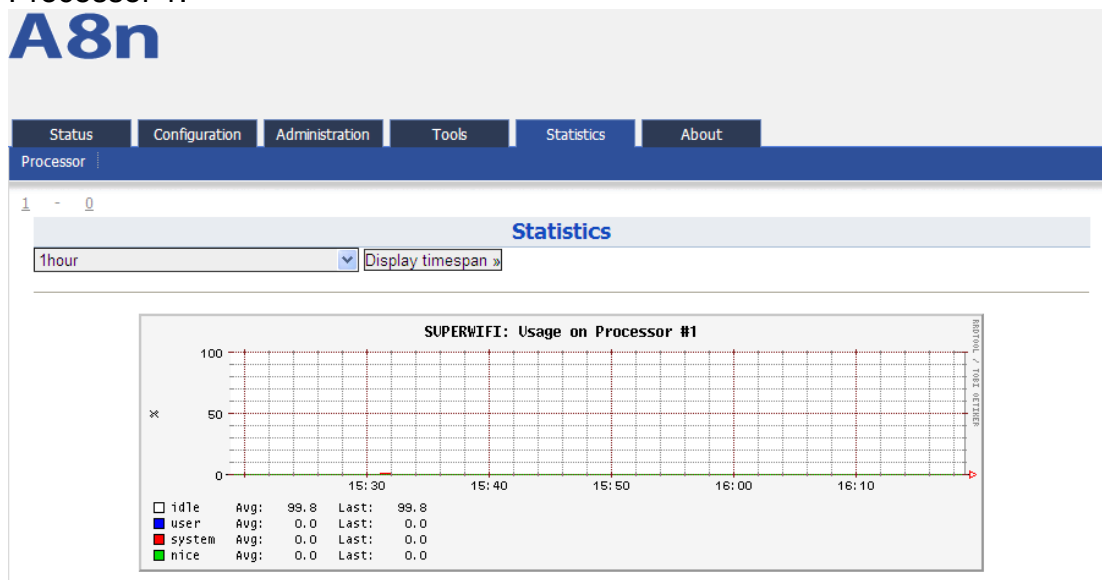 A8n
Status Configuration Administration Tools Statistics About
Processor
1 - 0
Statistics
1hour Display timespan »
SUPERWIFI: Usage on Processor #1
RRDTOOL / TOBI OETIKER
100
%
50
0
15:30 15:40 15:50 16:00 16:10
idle Avg: 99.8 Last: 99.8
user Avg: 0.0 Last: 0.0
system Avg: 0.0 Last: 0.0
nice Avg: 0.0 Last: 0.0